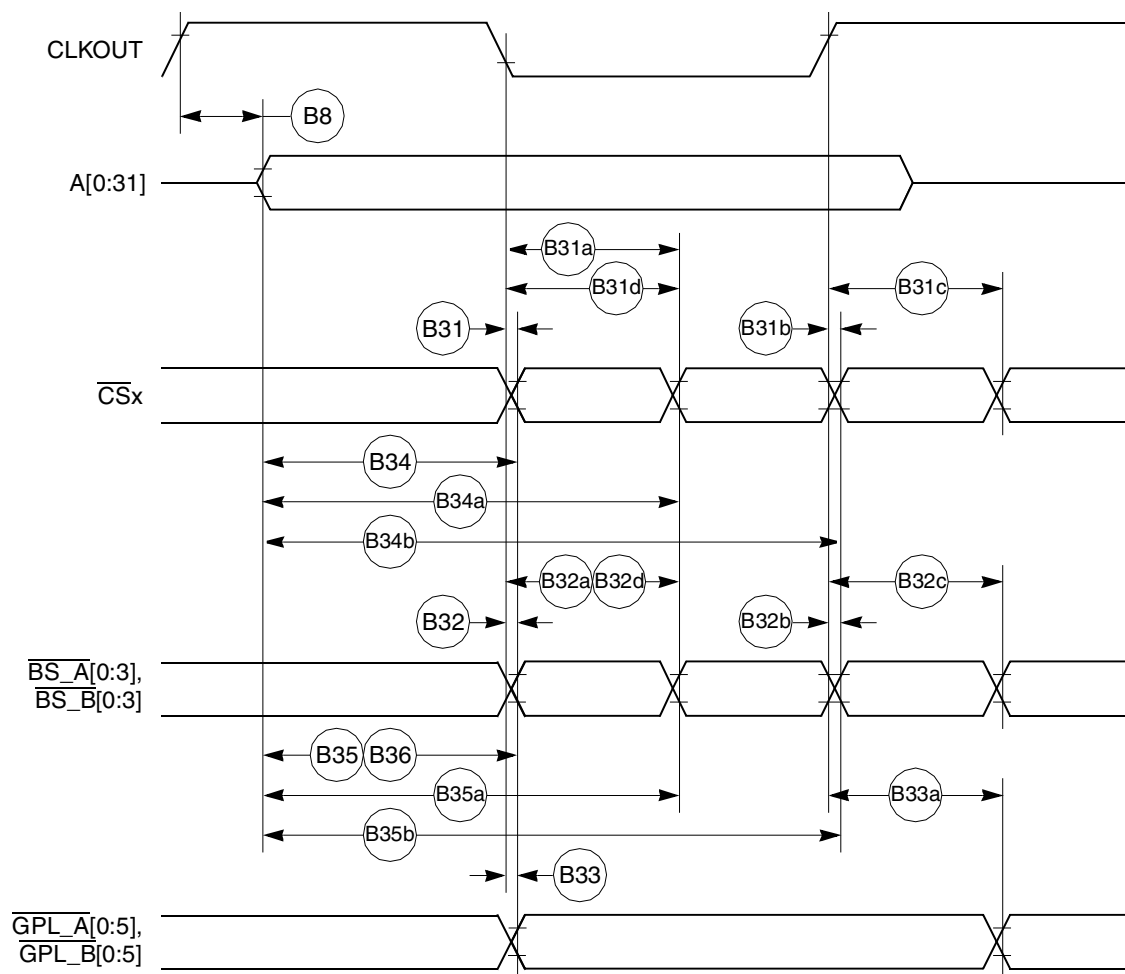 CLKOUT
B8
A[0:31]
B31a
B31d
B31c
B31
B31b
CSx
B34
B34a
B34b
B32a B32d
B32c
B32
B32b
BS_A[0:3],
BS_B[0:3]
B35 B36
B35a
B33a
B35b
B33
GPL_A[0:5],
GPL_B[0:5]